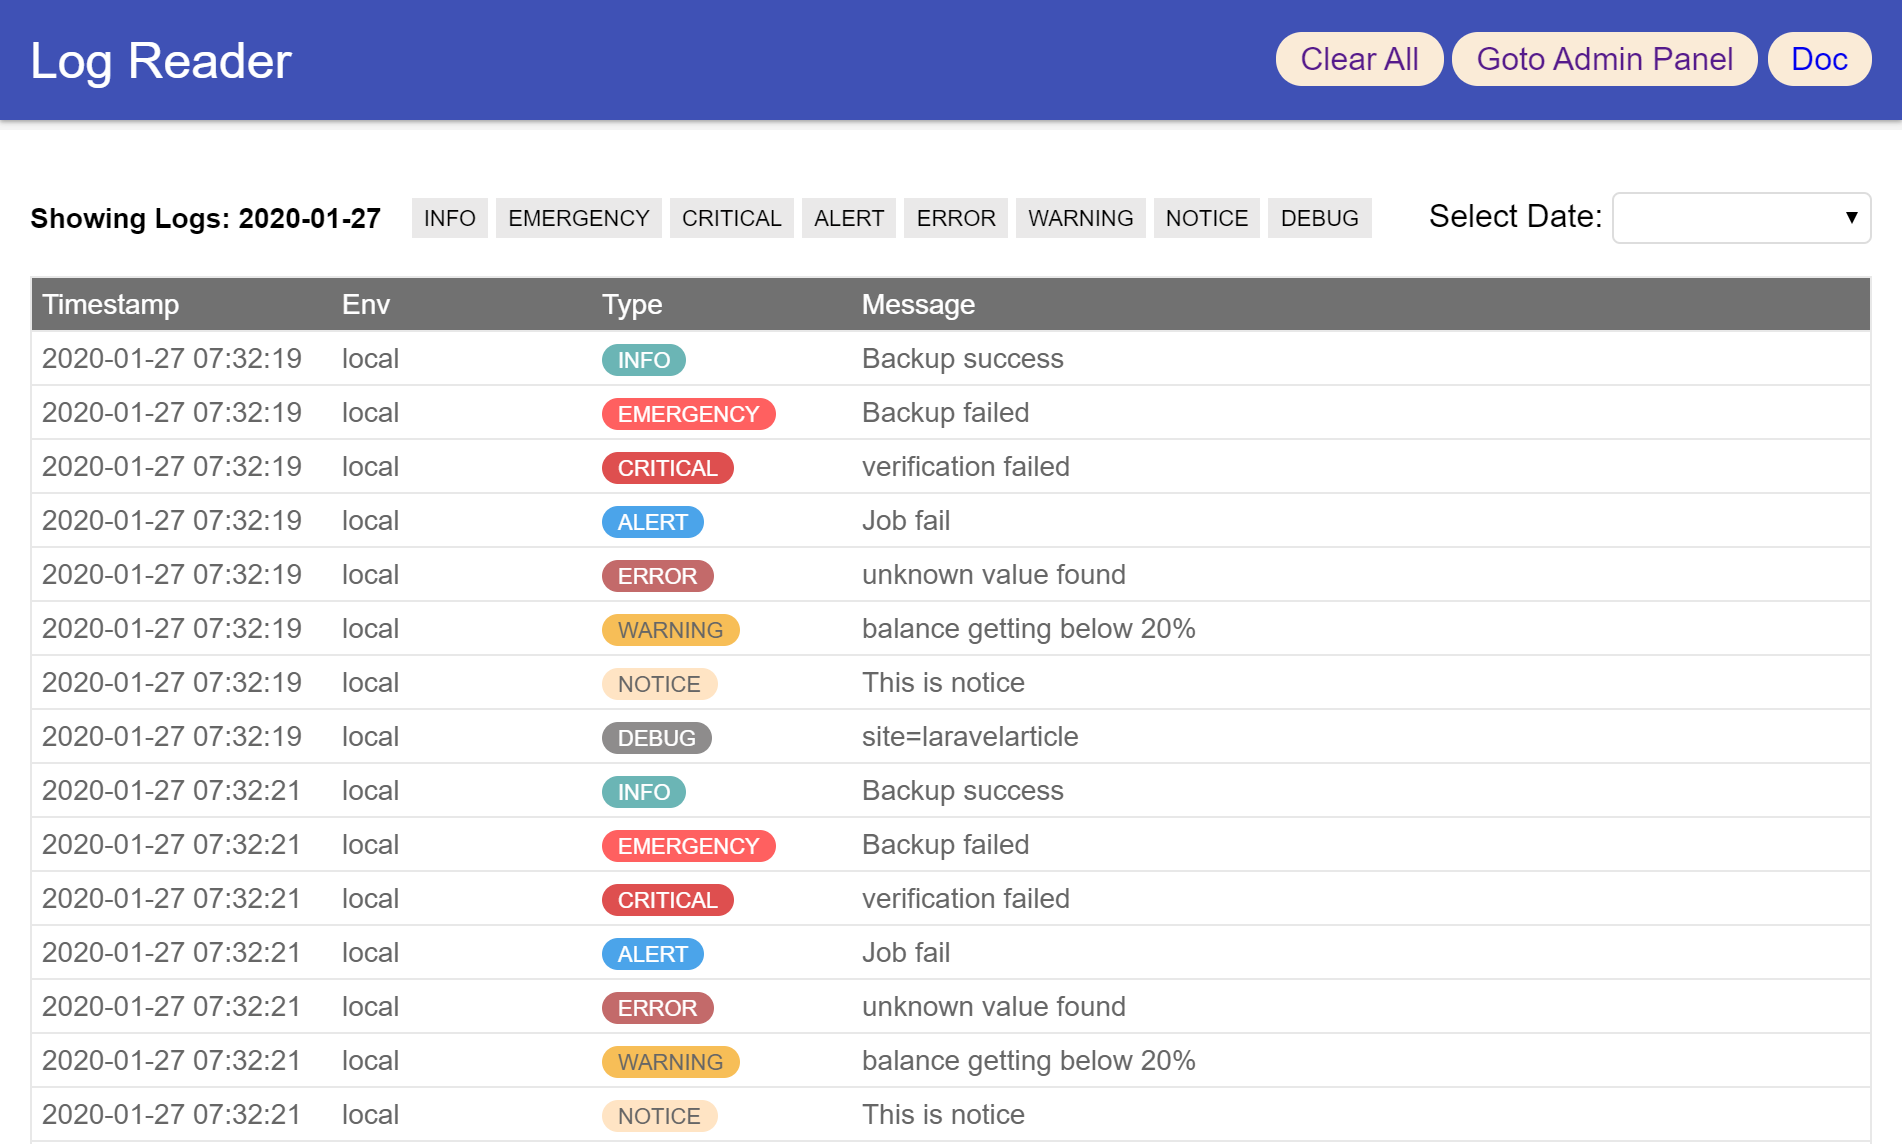 Log Reader Clear All Goto Admin Panel Doc
Showing Logs: 2020-01-27 INFO EMERGENCY CRITICAL ALERT ERROR WARNING NOTICE DEBUG Select Date:
Timestamp Env Type Message
2020-01-27 07:32:19 local INFO Backup success
2020-01-27 07:32:19 local EMERGENCY Backup failed
2020-01-27 07:32:19 local CRITICAL verification failed
2020-01-27 07:32:19 local ALERT Job fail
2020-01-27 07:32:19 local ERROR unknown value found
2020-01-27 07:32:19 local WARNING balance getting below 20%
2020-01-27 07:32:19 local NOTICE This is notice
2020-01-27 07:32:19 local DEBUG site=laravelarticle
2020-01-27 07:32:21 local INFO Backup success
2020-01-27 07:32:21 local EMERGENCY Backup failed
2020-01-27 07:32:21 local CRITICAL verification failed
2020-01-27 07:32:21 local ALERT Job fail
2020-01-27 07:32:21 local ERROR unknown value found
2020-01-27 07:32:21 local WARNING balance getting below 20%
2020-01-27 07:32:21 local NOTICE This is notice